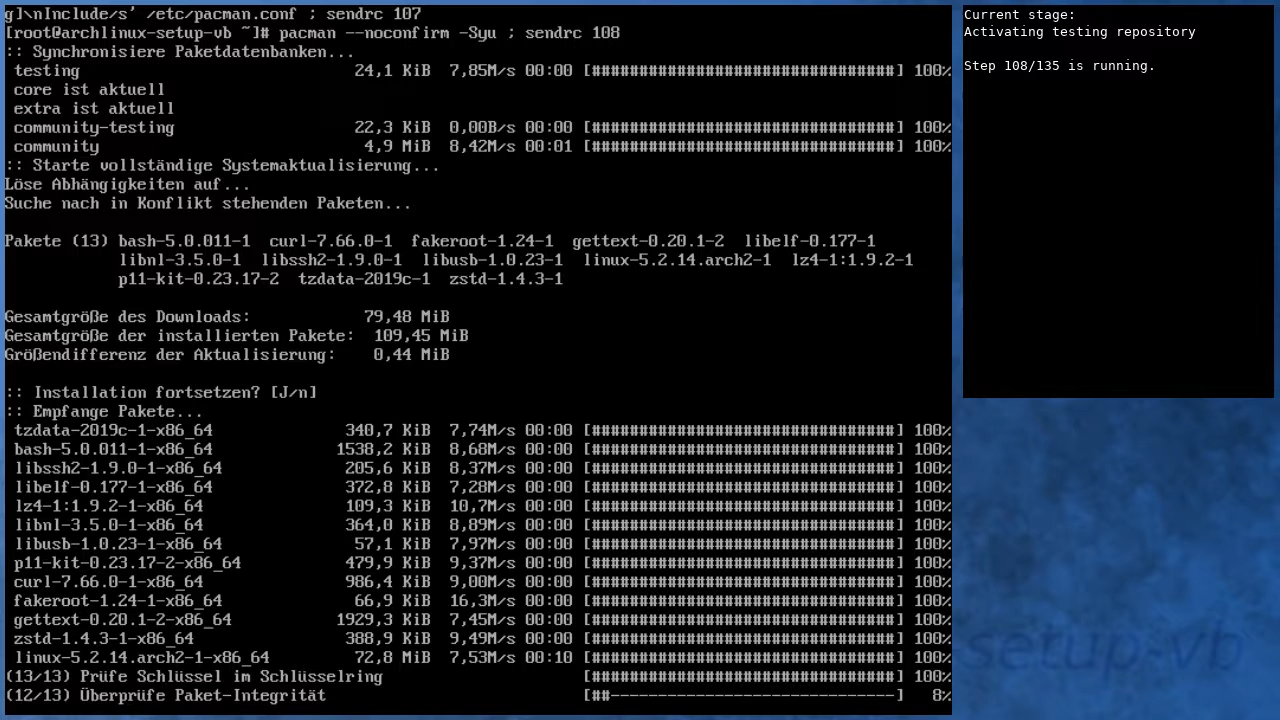 g]\nInclude/s' /etc/pacman.conf ; sendrc 107
[root@archlinux-setup-vb ~]# pacman --noconfirm -Syu ; sendrc 108
:: Synchronisiere Paketdatenbanken...
testing 24,1 KiB 7,85M/s 00:00 [################################] 100%
core ist aktuell
extra ist aktuell
community-testing 22,3 KiB 0,00B/s 00:00 [################################] 100%
community 4,9 MiB 8,42M/s 00:01 [################################] 100%
:: Starte vollständige Systemaktualisierung...
Löse Abhängigkeiten auf...
Suche nach in Konflikt stehenden Paketen...
Pakete (13) bash-5.0.011-1 curl-7.66.0-1 fakeroot-1.24-1 gettext-0.20.1-2 libelf-0.177-1
libnl-3.5.0-1 libssh2-1.9.0-1 libusb-1.0.23-1 linux-5.2.14.arch2-1 lz4-1:1.9.2-1
p11-kit-0.23.17-2 tzdata-2019c-1 zstd-1.4.3-1
Gesamtgröße des Downloads: 79,48 MiB
Gesamtgröße der installierten Pakete: 109,45 MiB
Größendifferenz der Aktualisierung: 0,44 MiB
:: Installation fortsetzen? [J/n]
:: Empfange Pakete...
tzdata-2019c-1-x86_64 340,7 KiB 7,74M/s 00:00 [################################] 100%
bash-5.0.011-1-x86_64 1538,2 KiB 8,68M/s 00:00 [################################] 100%
libssh2-1.9.0-1-x86_64 205,6 KiB 8,37M/s 00:00 [################################] 100%
libelf-0.177-1-x86_64 372,8 KiB 7,28M/s 00:00 [################################] 100%
lz4-1:1.9.2-1-x86_64 109,3 KiB 10,7M/s 00:00 [################################] 100%
libnl-3.5.0-1-x86_64 364,0 KiB 8,89M/s 00:00 [################################] 100%
libusb-1.0.23-1-x86_64 57,1 KiB 7,97M/s 00:00 [################################] 100%
p11-kit-0.23.17-2-x86_64 479,9 KiB 9,37M/s 00:00 [################################] 100%
curl-7.66.0-1-x86_64 986,4 KiB 9,00M/s 00:00 [################################] 100%
fakeroot-1.24-1-x86_64 66,9 KiB 16,3M/s 00:00 [################################] 100%
gettext-0.20.1-2-x86_64 1929,3 KiB 7,45M/s 00:00 [################################] 100%
zstd-1.4.3-1-x86_64 388,9 KiB 9,49M/s 00:00 [################################] 100%
linux-5.2.14.arch2-1-x86_64 72,8 MiB 7,53M/s 00:10 [################################] 100%
(13/13) Prüfe Schlüssel im Schlüsselring [################################] 100%
(12/13) Überprüfe Paket-Integrität [##------------------------------] 8%
Current stage:
Activating testing repository
Step 108/135 is running.
setup-vb